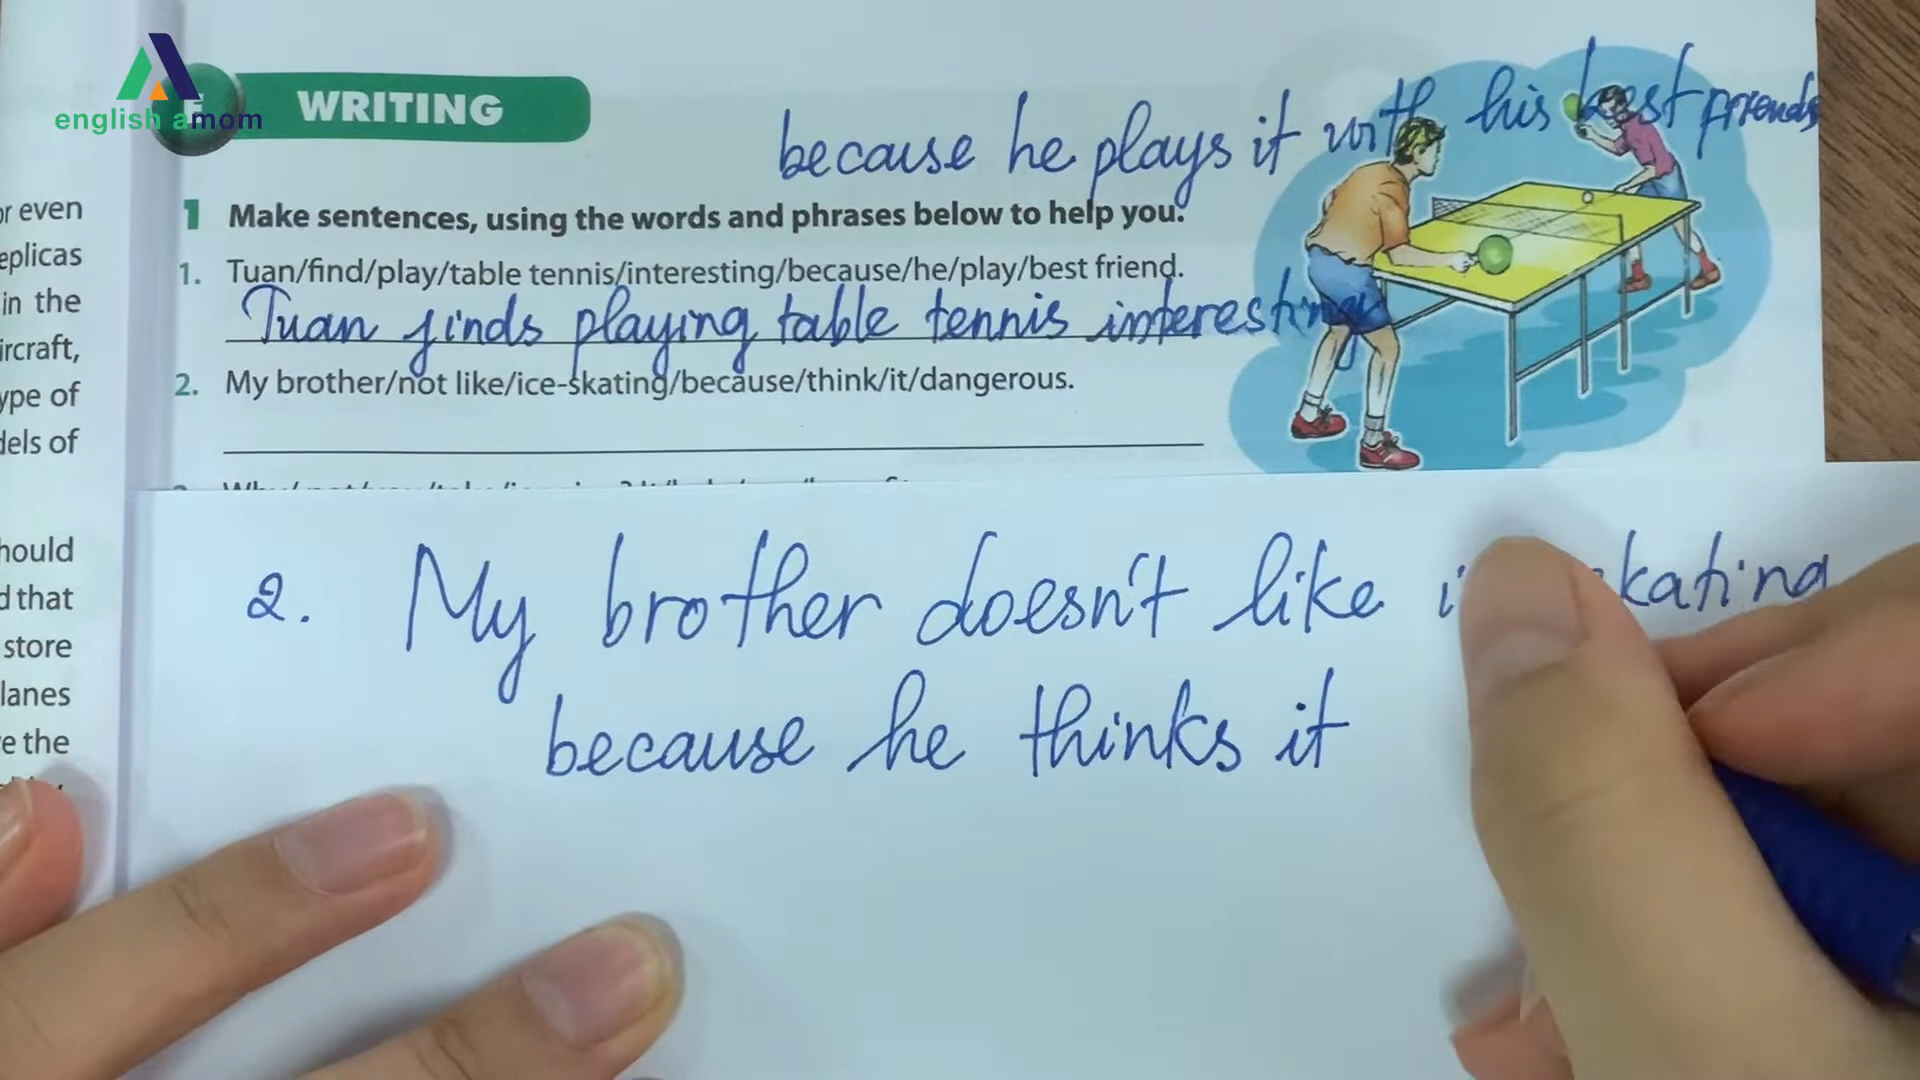 english amom
WRITING
because he plays it with his best friends
1 Make sentences, using the words and phrases below to help you.
1. Tuan/find/play/table tennis/interesting/because/he/play/best friend.
Tuan finds playing table tennis interesting
2. My brother/not like/ice-skating/because/think/it/dangerous.
or even
eplicas
in the
ircraft,
ype of
dels of
hould
d that
store
lanes
e the
2. My brother doesn't like skating
because he thinks it